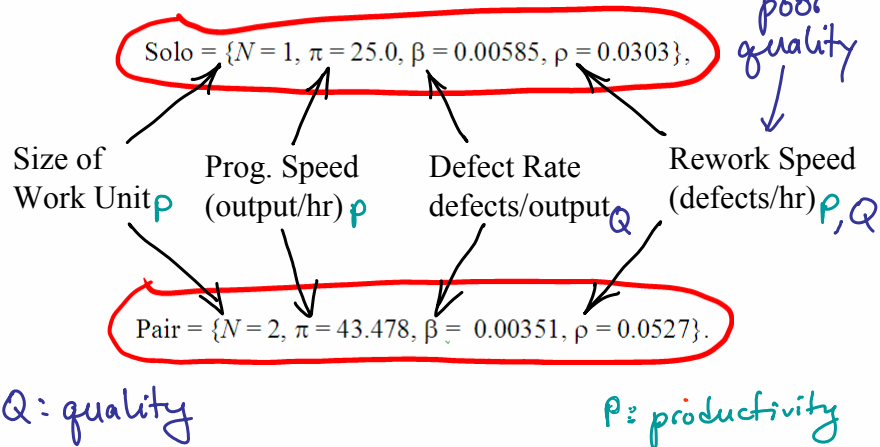 poor
quality
Solo = {N = 1, π = 25.0, β = 0.00585, ρ = 0.0303},
Size of
Work Unit P
Prog. Speed
(output/hr) P
Defect Rate
defects/output Q
Rework Speed
(defects/hr) P, Q
Pair = {N = 2, π = 43.478, β = 0.00351, ρ = 0.0527}.
Q: quality
P: productivity